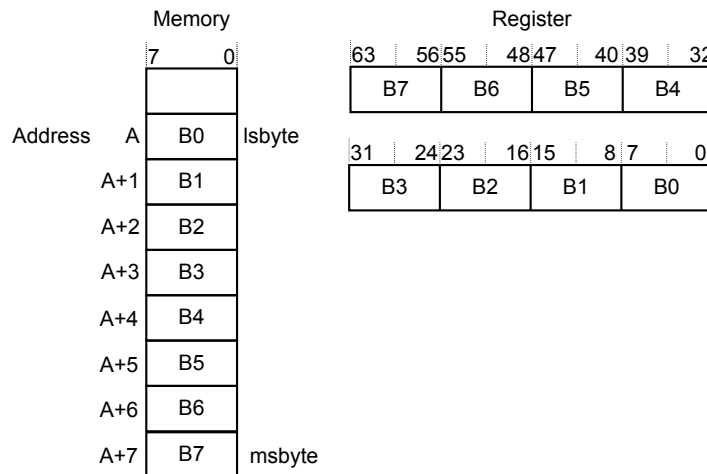 Memory
Register
7 0
63 56 55 48 47 40 39 32
B7 B6 B5 B4
Address A B0 lsbyte
31 24 23 16 15 8 7 0
A+1 B1
B3 B2 B1 B0
A+2 B2
A+3 B3
A+4 B4
A+5 B5
A+6 B6
A+7 B7 msbyte